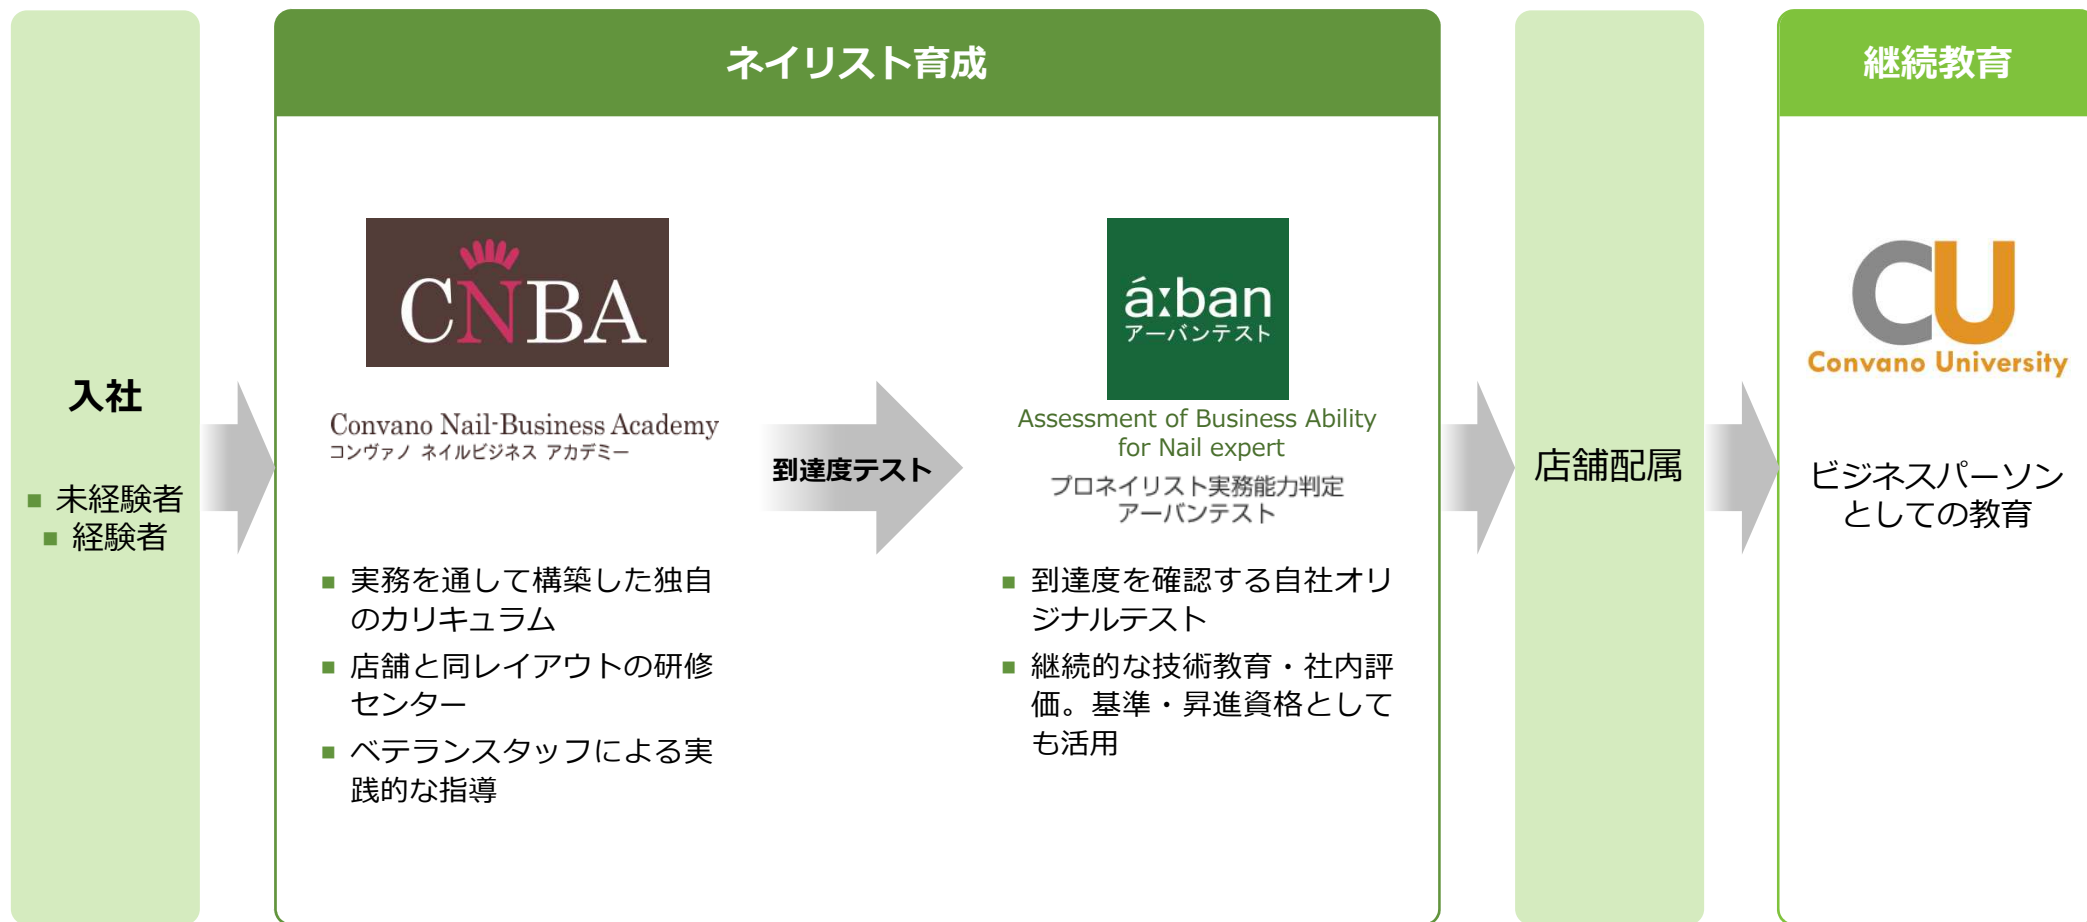 入社
■ 未経験者
■ 経験者
ネイリスト育成
CNBA
Convano Nail-Business Academy
コンヴァノ ネイルビジネス アカデミー
■ 実務を通して構築した独自
のカリキュラム
■ 店舗と同レイアウトの研修
センター
■ ベテランスタッフによる実
践的な指導
到達度テスト
á:ban
アーバンテスト
Assessment of Business Ability
for Nail expert
プロネイリスト実務能力判定
アーバンテスト
■ 到達度を確認する自社オリ
ジナルテスト
■ 継続的な技術教育・社内評
価。基準・昇進資格として
も活用
店舗配属
継続教育
CU
Convano University
ビジネスパーソン
としての教育